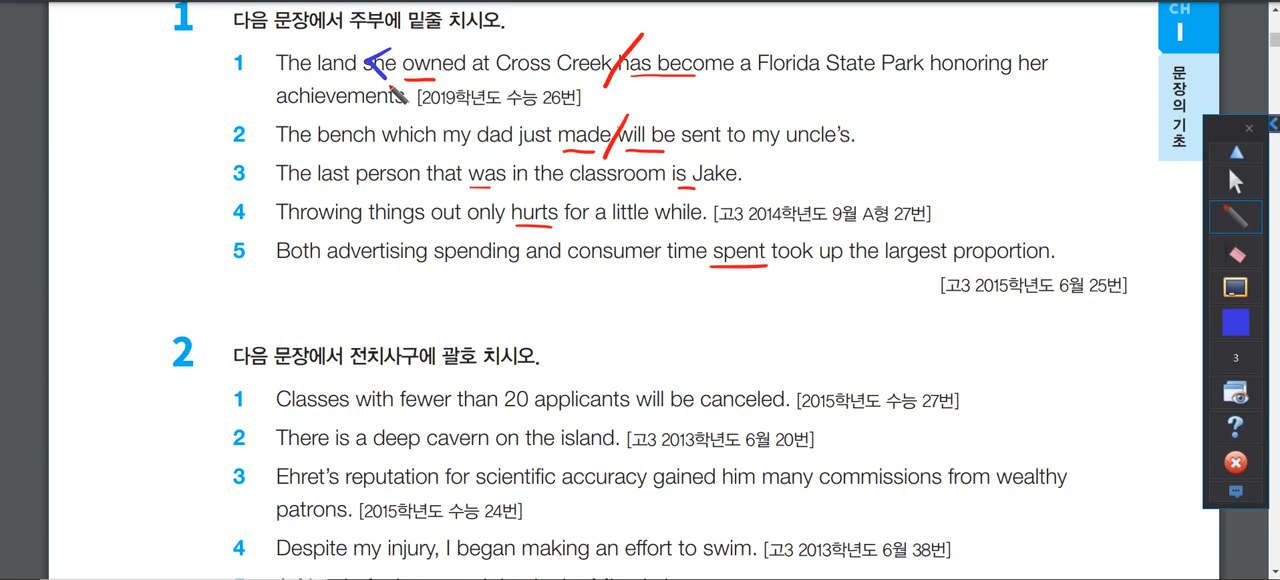 CH
I
문장의 기초
1 다음 문장에서 주부에 밑줄 치시오.
1 The land she owned at Cross Creek has become a Florida State Park honoring her
achievements. [2019학년도 수능 26번]
2 The bench which my dad just made will be sent to my uncle's.
3 The last person that was in the classroom is Jake.
4 Throwing things out only hurts for a little while. [고3 2014학년도 9월 A형 27번]
5 Both advertising spending and consumer time spent took up the largest proportion.
[고3 2015학년도 6월 25번]
2 다음 문장에서 전치사구에 괄호 치시오.
1 Classes with fewer than 20 applicants will be canceled. [2015학년도 수능 27번]
2 There is a deep cavern on the island. [고3 2013학년도 6월 20번]
3 Ehret's reputation for scientific accuracy gained him many commissions from wealthy
patrons. [2015학년도 수능 24번]
4 Despite my injury, I began making an effort to swim. [고3 2013학년도 6월 38번]
3